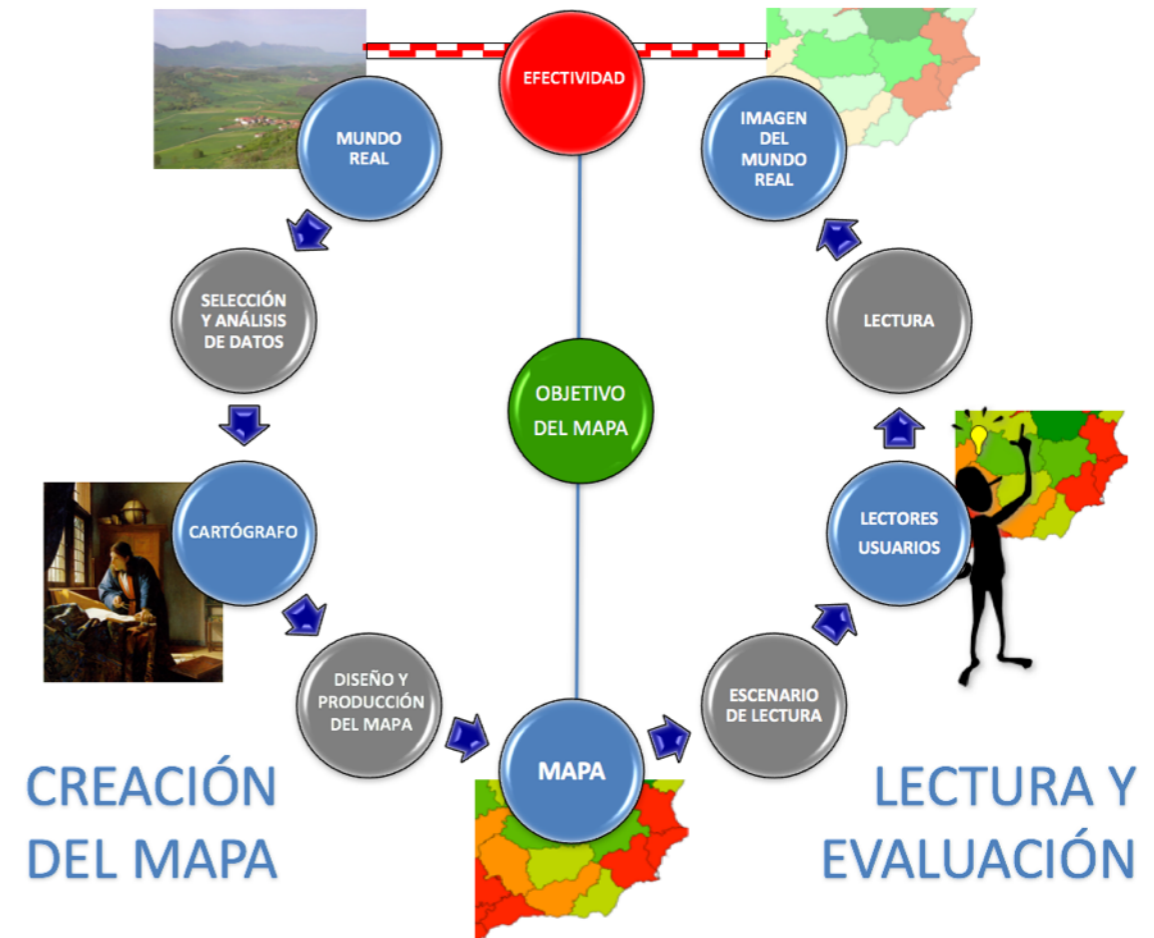 EFECTIVIDAD
MUNDO
REAL
IMAGEN
DEL
MUNDO
REAL
SELECCIÓN
Y ANÁLISIS
DE DATOS
LECTURA
OBJETIVO
DEL MAPA
CARTÓGRAFO
LECTORES
USUARIOS
DISEÑO Y
PRODUCCIÓN
DEL MAPA
ESCENARIO
DE LECTURA
MAPA
CREACIÓN
DEL MAPA
LECTURA Y
EVALUACIÓN